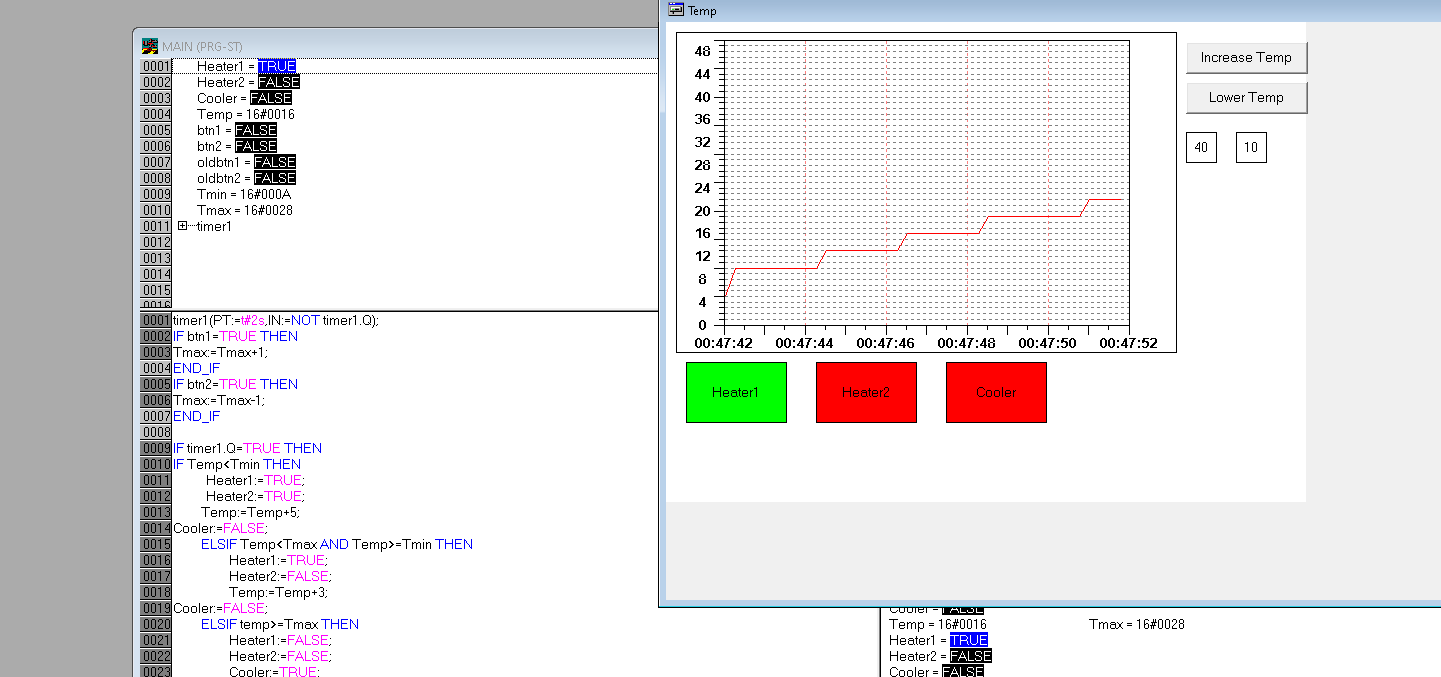 MAIN (PRG-ST)
0001 Heater1 = TRUE
0002 Heater2 = FALSE
0003 Cooler = FALSE
0004 Temp = 16#0016
0005 btn1 = FALSE
0006 btn2 = FALSE
0007 oldbtn1 = FALSE
0008 oldbtn2 = FALSE
0009 Tmin = 16#000A
0010 Tmax = 16#0028
0011 timer1
0012
0013
0014
0015
0016
0001 timer1(PT:=t#2s,IN:=NOT timer1.Q);
0002 IF btn1=TRUE THEN
0003 Tmax:=Tmax+1;
0004 END_IF
0005 IF btn2=TRUE THEN
0006 Tmax:=Tmax-1;
0007 END_IF
0008
0009 IF timer1.Q=TRUE THEN
0010 IF Temp<Tmin THEN
0011 Heater1:=TRUE;
0012 Heater2:=TRUE;
0013 Temp:=Temp+5;
0014 Cooler:=FALSE;
0015 ELSIF Temp<Tmax AND Temp>=Tmin THEN
0016 Heater1:=TRUE;
0017 Heater2:=FALSE;
0018 Temp:=Temp+3;
0019 Cooler:=FALSE;
0020 ELSIF temp>=Tmax THEN
0021 Heater1:=FALSE;
0022 Heater2:=FALSE;
0023 Cooler:=TRUE;
Temp
48
44
40
36
32
28
24
20
16
12
8
4
0
00:47:42 00:47:44 00:47:46 00:47:48 00:47:50 00:47:52
Increase Temp
Lower Temp
40 10
Heater1 Heater2 Cooler
Cooler = FALSE
Temp = 16#0016 Tmax = 16#0028
Heater1 = TRUE
Heater2 = FALSE
Cooler = FALSE